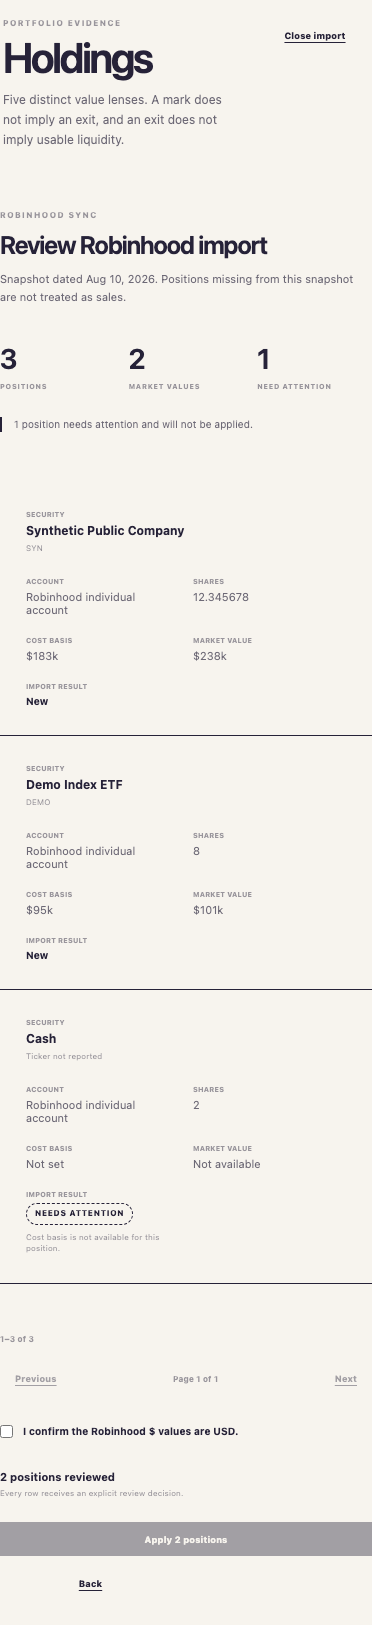 PORTFOLIO EVIDENCE
Close import
Holdings
Five distinct value lenses. A mark does
not imply an exit, and an exit does not
imply usable liquidity.
ROBINHOOD SYNC
Review Robinhood import
Snapshot dated Aug 10, 2026. Positions missing from this snapshot
are not treated as sales.
3 2 1
POSITIONS MARKET VALUES NEED ATTENTION
1 position needs attention and will not be applied.
SECURITY
Synthetic Public Company
SYN
ACCOUNT SHARES
Robinhood individual 12.345678
account
COST BASIS MARKET VALUE
$183k $238k
IMPORT RESULT
New
SECURITY
Demo Index ETF
DEMO
ACCOUNT SHARES
Robinhood individual 8
account
COST BASIS MARKET VALUE
$95k $101k
IMPORT RESULT
New
SECURITY
Cash
Ticker not reported
ACCOUNT SHARES
Robinhood individual 2
account
COST BASIS MARKET VALUE
Not set Not available
IMPORT RESULT
NEEDS ATTENTION
Cost basis is not available for this
position.
1–3 of 3
Previous Page 1 of 1 Next
I confirm the Robinhood $ values are USD.
2 positions reviewed
Every row receives an explicit review decision.
Apply 2 positions
Back